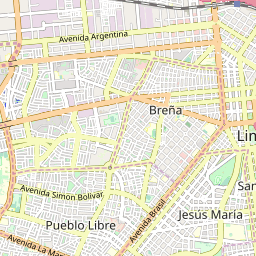 Avenida Argentina
Breña
Lin
Avenida Simón Bolívar
San
Jesús María
Pueblo Libre
Avenida Brasil
Avenida La Ma